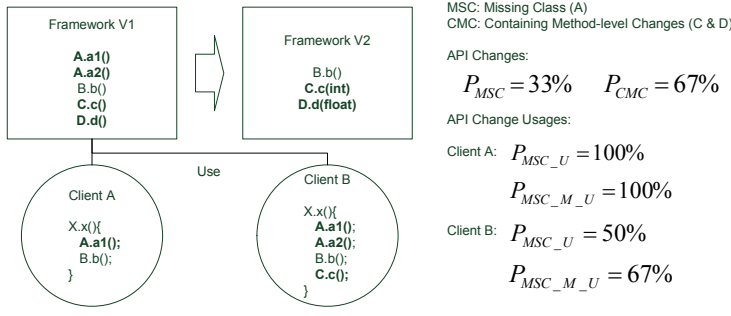 Framework V1
A.a1()
A.a2()
B.b()
C.c()
D.d()
Framework V2
B.b()
C.c(int)
D.d(float)
Use
Client A
X.x(){
A.a1();
B.b();
}
Client B
X.x(){
A.a1();
A.a2();
B.b();
C.c();
}
MSC: Missing Class (A)
CMC: Containing Method-level Changes (C & D)
API Changes:
P_MSC = 33% P_CMC = 67%
API Change Usages:
Client A: P_MSC_U = 100%
P_MSC_M_U = 100%
Client B: P_MSC_U = 50%
P_MSC_M_U = 67%